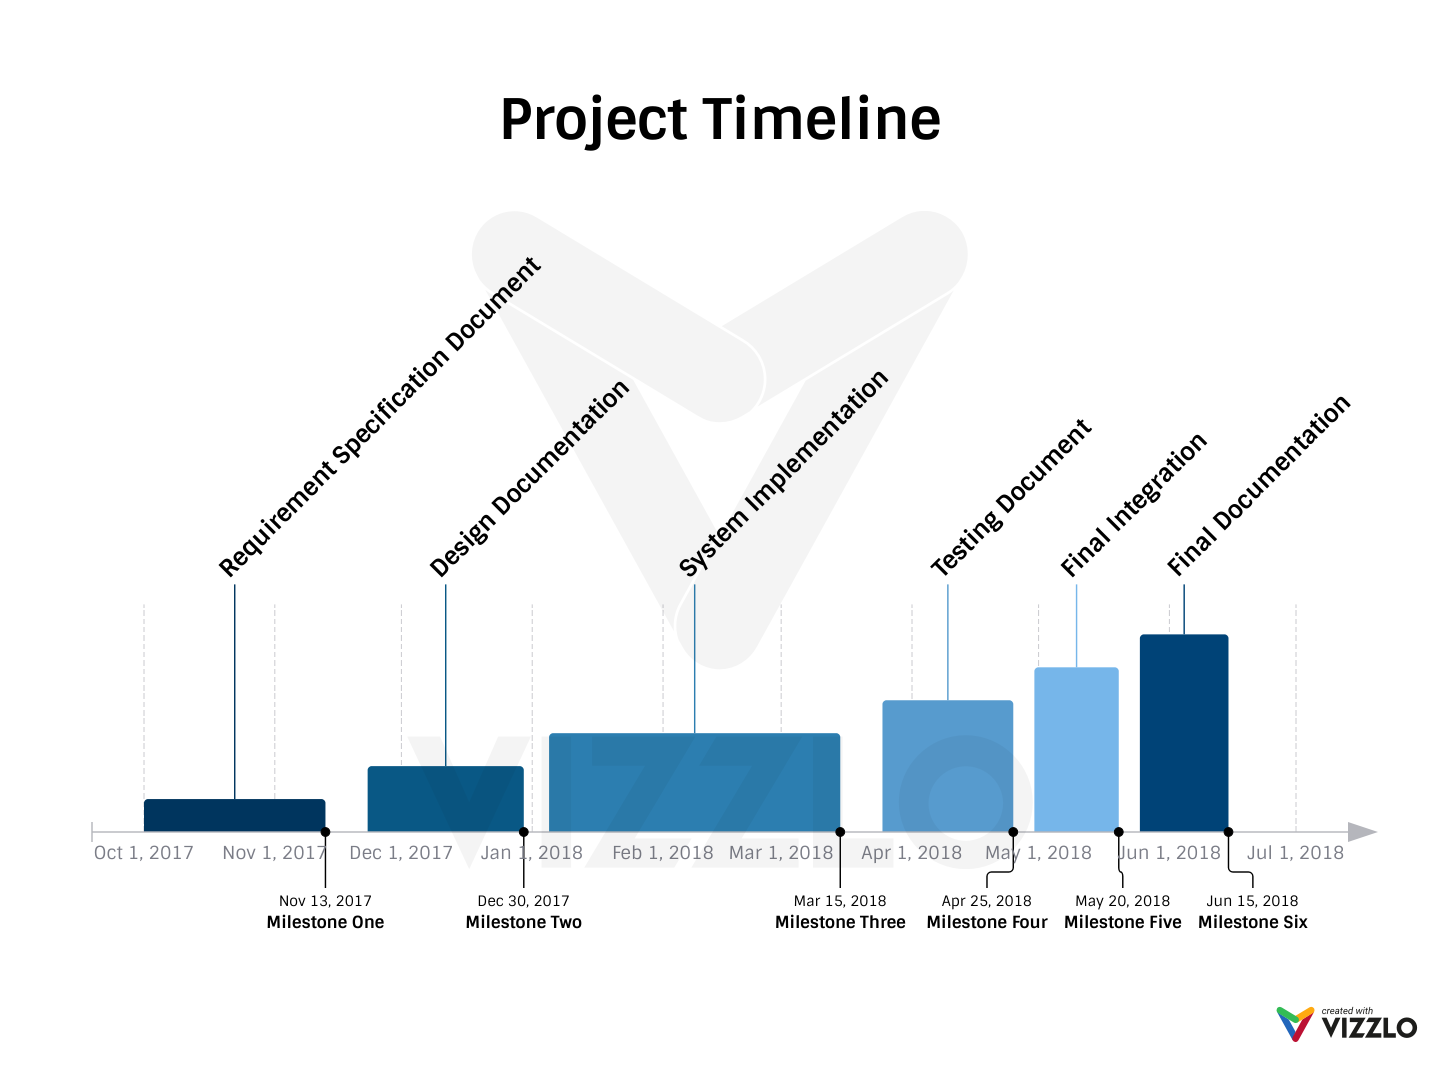 Project Timeline
Requirement Specification Document
Design Documentation
System Implementation
Testing Document
Final Integration
Final Documentation
VIZZLO
Oct 1, 2017
Nov 1, 2017
Dec 1, 2017
Jan 1, 2018
Feb 1, 2018
Mar 1, 2018
Apr 1, 2018
May 1, 2018
Jun 1, 2018
Jul 1, 2018
Nov 13, 2017
Milestone One
Dec 30, 2017
Milestone Two
Mar 15, 2018
Milestone Three
Apr 25, 2018
Milestone Four
May 20, 2018
Milestone Five
Jun 15, 2018
Milestone Six
created with
VIZZLO